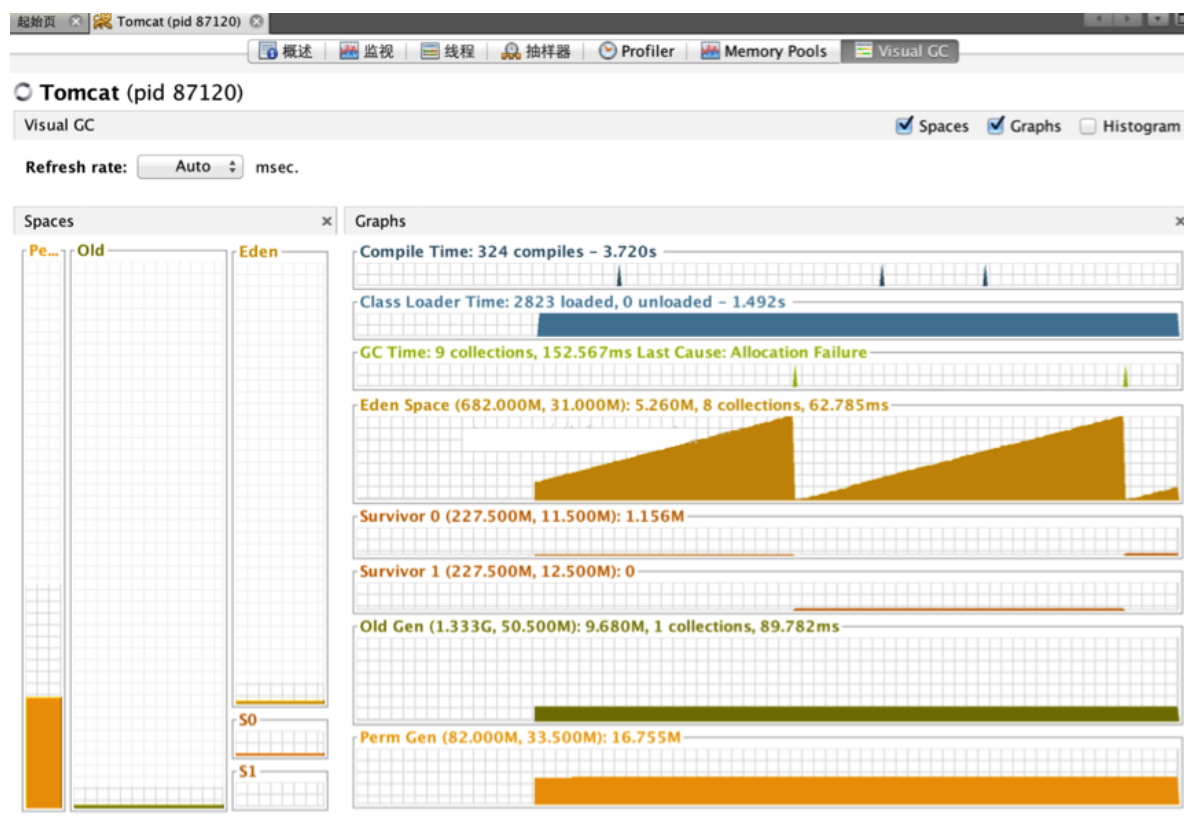 起始页 Tomcat (pid 87120)
概述 监视 线程 抽样器 Profiler Memory Pools Visual GC
Tomcat (pid 87120)
Visual GC Spaces Graphs Histogram
Refresh rate: Auto msec.
Spaces
Pe... Old Eden
S0
S1
Graphs
Compile Time: 324 compiles – 3.720s
Class Loader Time: 2823 loaded, 0 unloaded – 1.492s
GC Time: 9 collections, 152.567ms Last Cause: Allocation Failure
Eden Space (682.000M, 31.000M): 5.260M, 8 collections, 62.785ms
Survivor 0 (227.500M, 11.500M): 1.156M
Survivor 1 (227.500M, 12.500M): 0
Old Gen (1.333G, 50.500M): 9.680M, 1 collections, 89.782ms
Perm Gen (82.000M, 33.500M): 16.755M